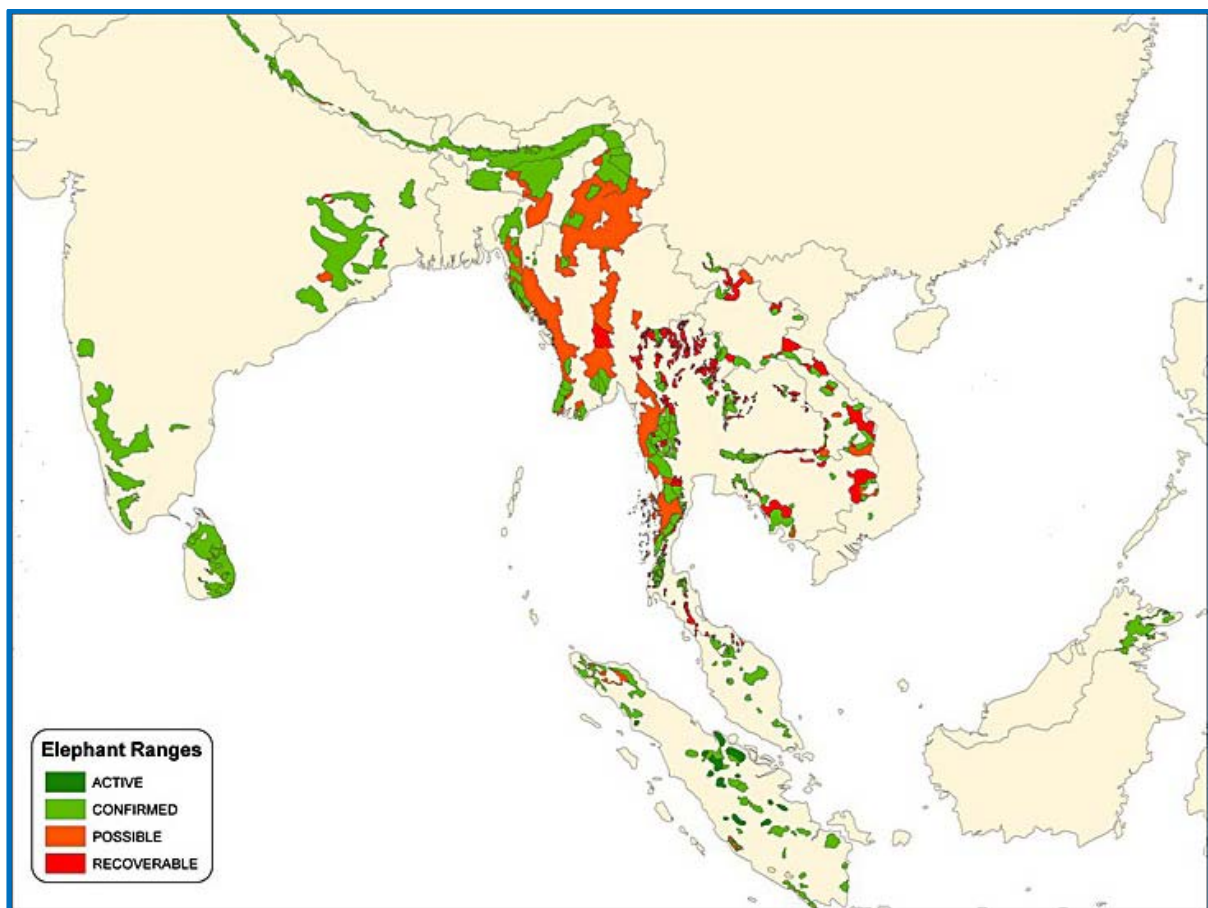 Elephant Ranges
ACTIVE
CONFIRMED
POSSIBLE
RECOVERABLE